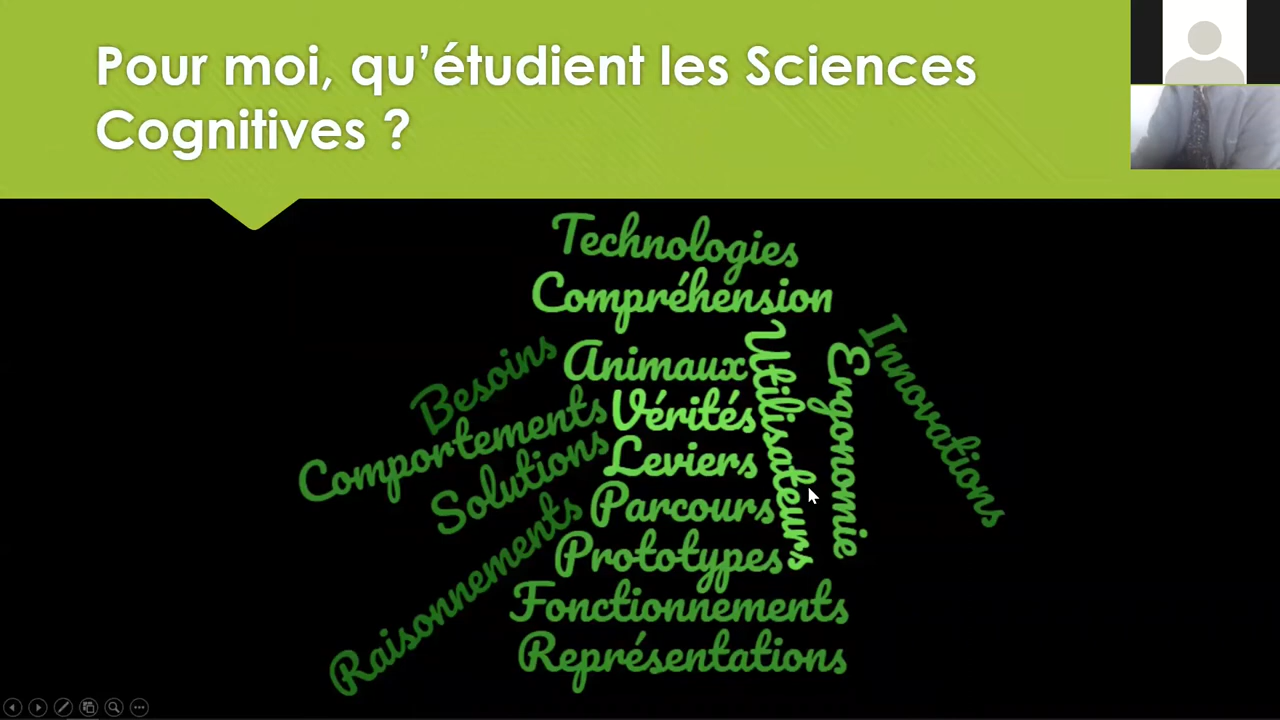 Pour moi, qu’étudient les Sciences
Cognitives ?
Technologies
Compréhension
Besoins
Animaux
Utilisateurs
Ergonomie
Innovations
Comportements
Vérités
Solutions
Leviers
Raisonnements
Parcours
Prototypes
Fonctionnements
Représentations